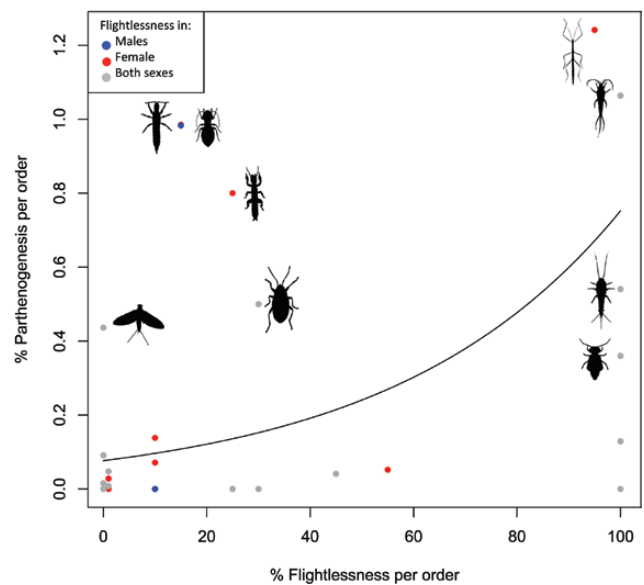 Flightlessness in:
Males
Female
Both sexes
% Parthenogenesis per order
1.2
1.0
0.8
0.6
0.4
0.2
0.0
0 20 40 60 80 100
% Flightlessness per order